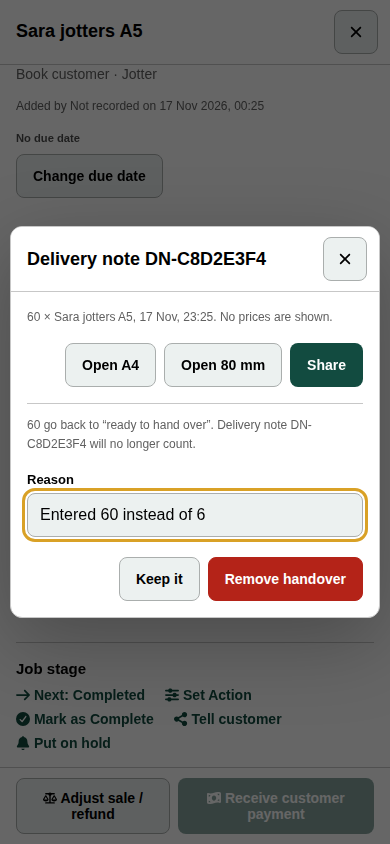 Sara jotters A5
Book customer · Jotter
Added by Not recorded on 17 Nov 2026, 00:25
No due date
Change due date
Delivery note DN-C8D2E3F4
60 × Sara jotters A5, 17 Nov, 23:25. No prices are shown.
Open A4
Open 80 mm
Share
60 go back to “ready to hand over”. Delivery note DN-
C8D2E3F4 will no longer count.
Reason
Entered 60 instead of 6
Keep it
Remove handover
Job stage
Next: Completed
Set Action
Mark as Complete
Tell customer
Put on hold
Adjust sale /
refund
Receive customer
payment